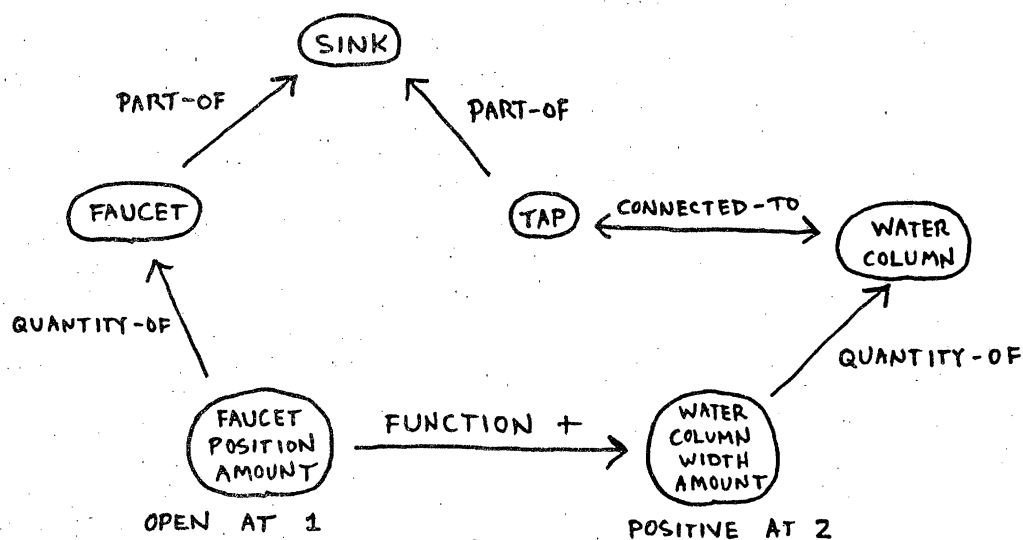 SINK
PART-OF
PART-OF
FAUCET
TAP
CONNECTED-TO
WATER
COLUMN
QUANTITY-OF
QUANTITY-OF
FAUCET
POSITION
AMOUNT
FUNCTION +
WATER
COLUMN
WIDTH
AMOUNT
OPEN AT 1
POSITIVE AT 2